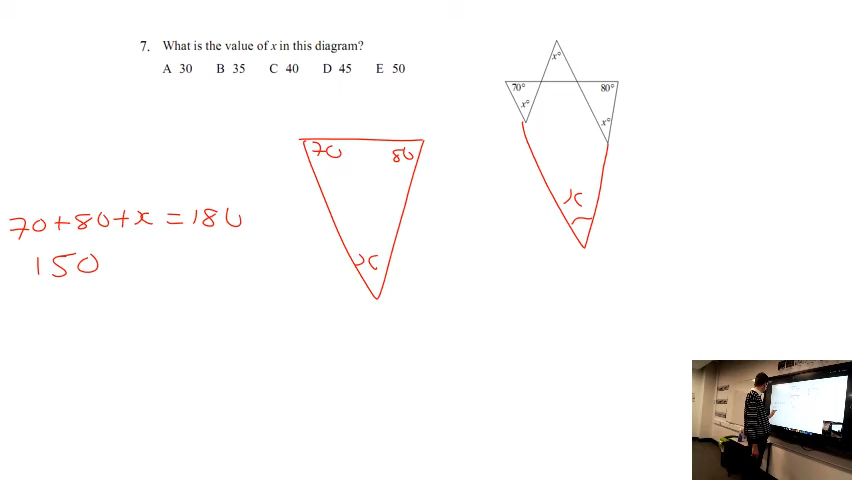 7. What is the value of x in this diagram?
A 30 B 35 C 40 D 45 E 50
x°
70° 80°
x°
x°
70 80
x
x
70+80+x=180
150